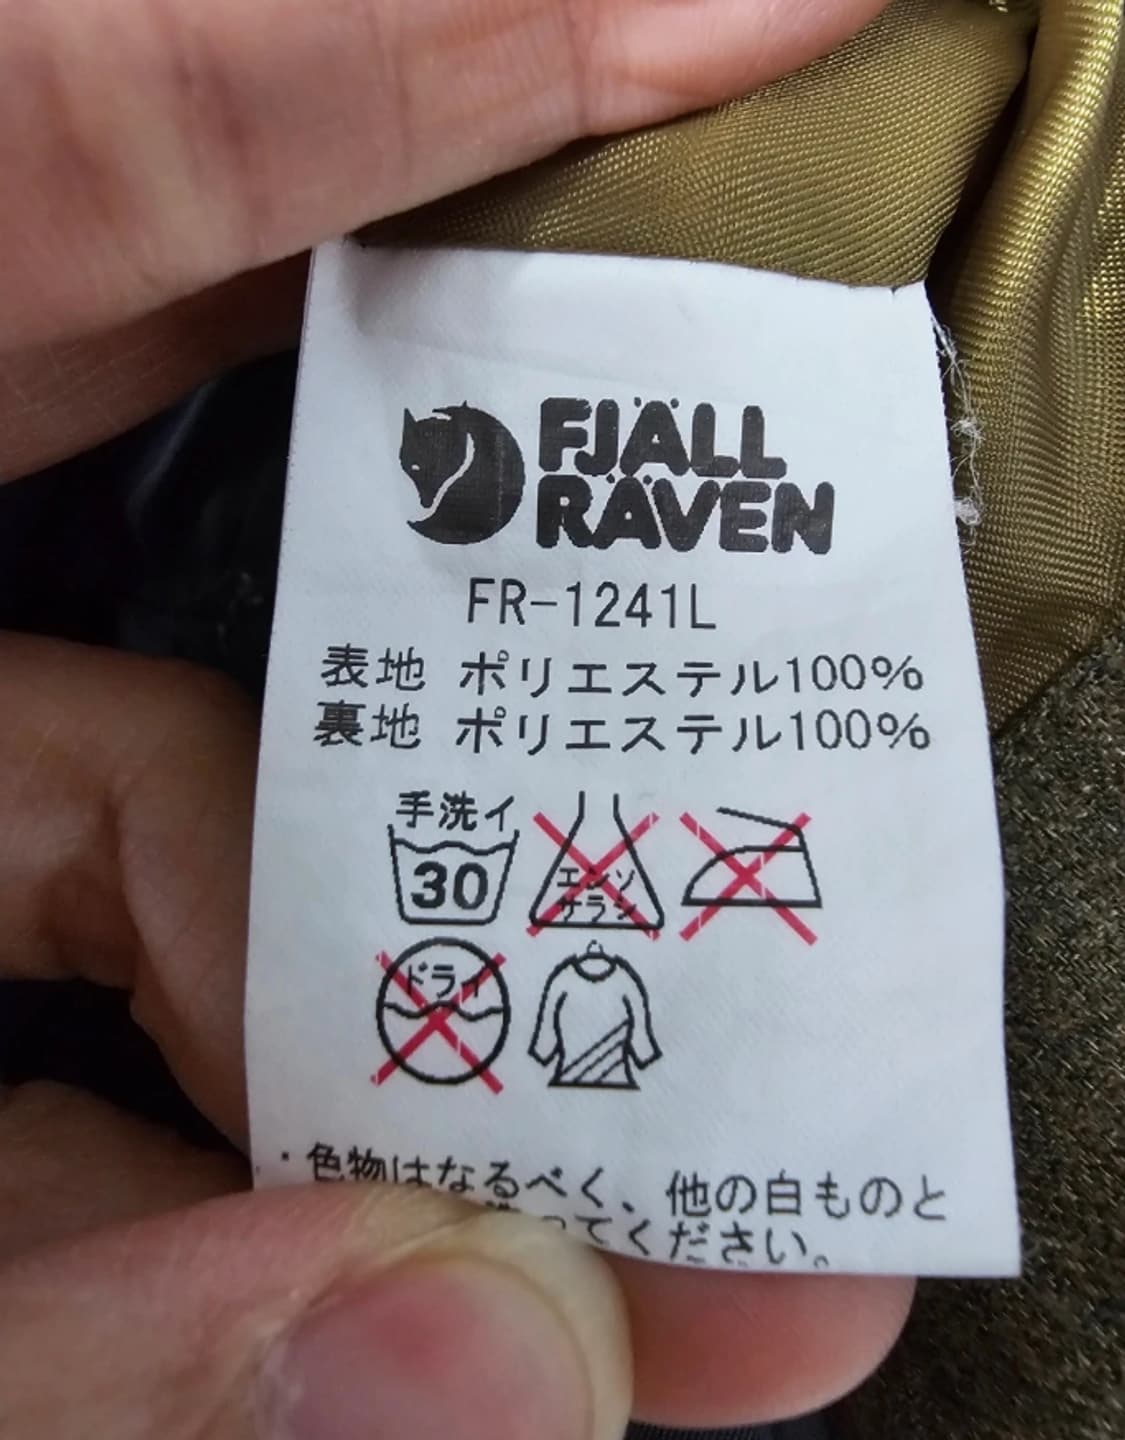 FJÄLL
RÄVEN
FR-1241L
表地 ポリエステル100%
裏地 ポリエステル100%
手洗イ
30
エンソ
サラシ
ドライ
・色物はなるべく、他の白ものと
ってください。